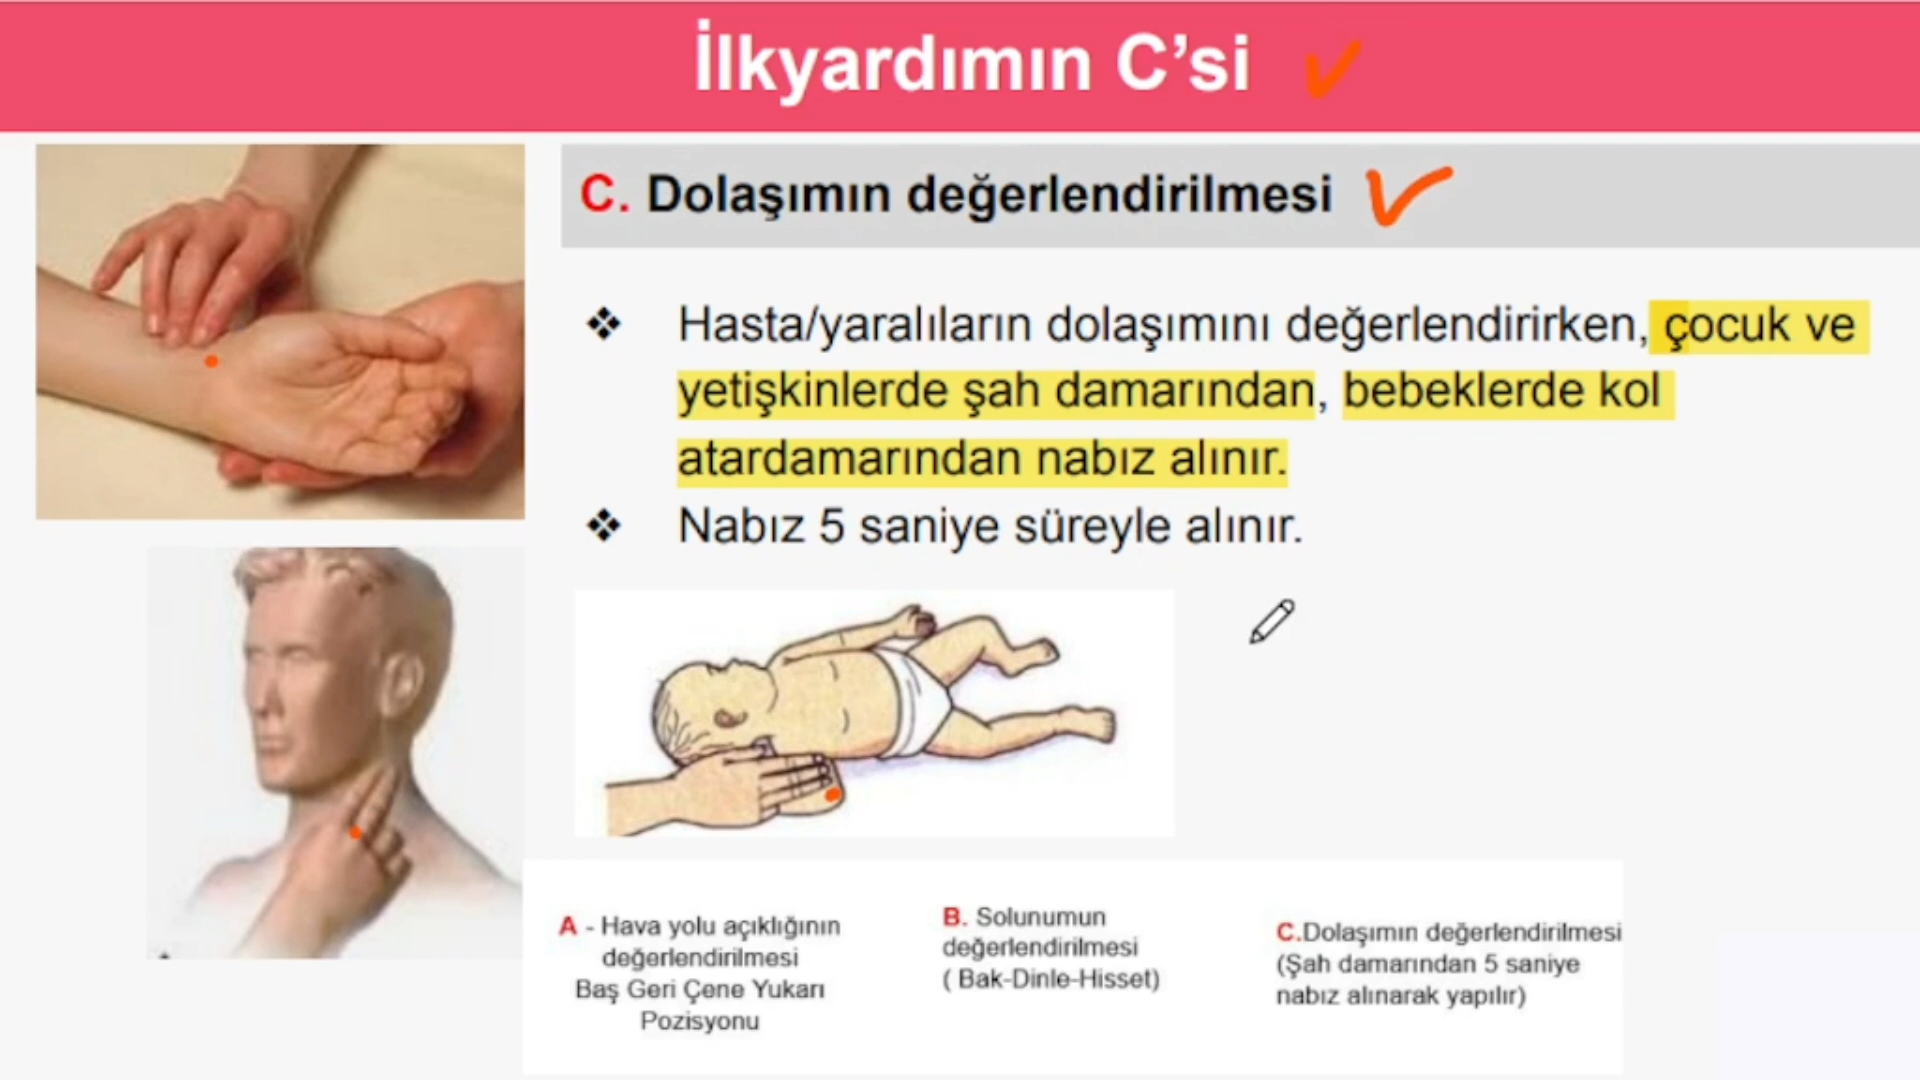 İlkyardımın C’si
C. Dolaşımın değerlendirilmesi
❖ Hasta/yaralıların dolaşımını değerlendirirken, çocuk ve
yetişkinlerde şah damarından, bebeklerde kol
atardamarından nabız alınır.
❖ Nabız 5 saniye süreyle alınır.
A - Hava yolu açıklığının
değerlendirilmesi
Baş Geri Çene Yukarı
Pozisyonu
B. Solunumun
değerlendirilmesi
( Bak-Dinle-Hisset)
C.Dolaşımın değerlendirilmesi
(Şah damarından 5 saniye
nabız alınarak yapılır)